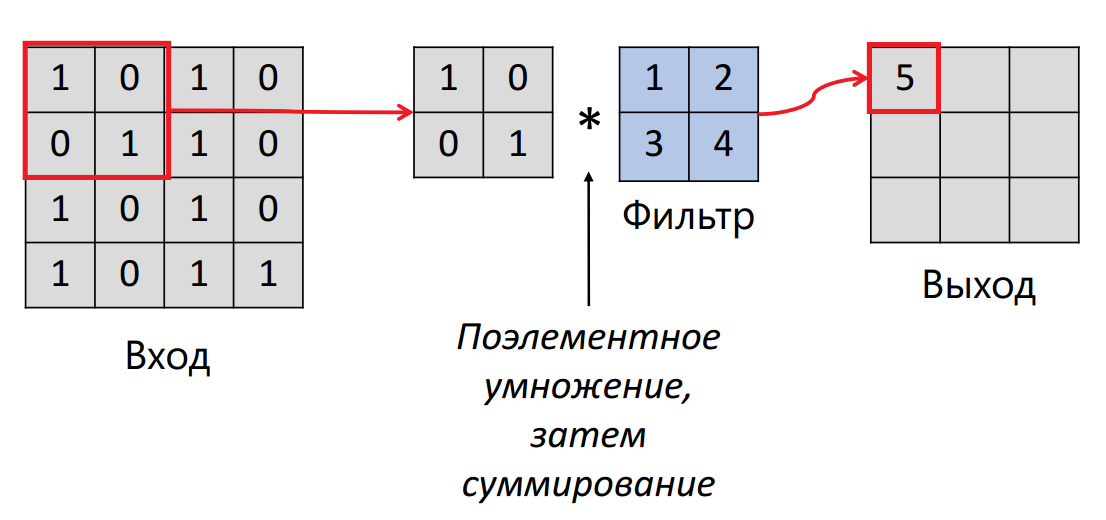 1 0 1 0
0 1 1 0
1 0 1 0
1 0 1 1
Вход
1 0
0 1
*
1 2
3 4
Фильтр
5
Выход
Поэлементное
умножение,
затем
суммирование